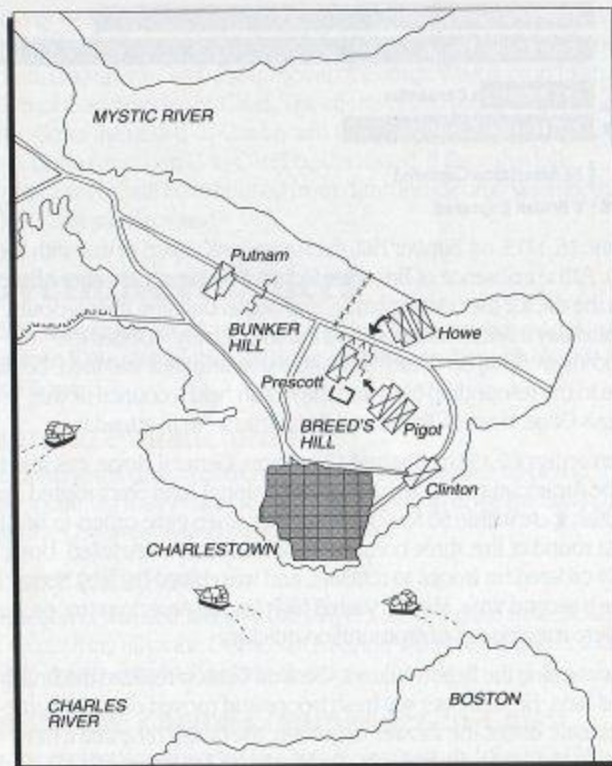 MYSTIC RIVER
Putnam
BUNKER
HILL
Howe
Prescott
BREED'S
HILL
Pigot
Clinton
CHARLESTOWN
CHARLES
RIVER
BOSTON